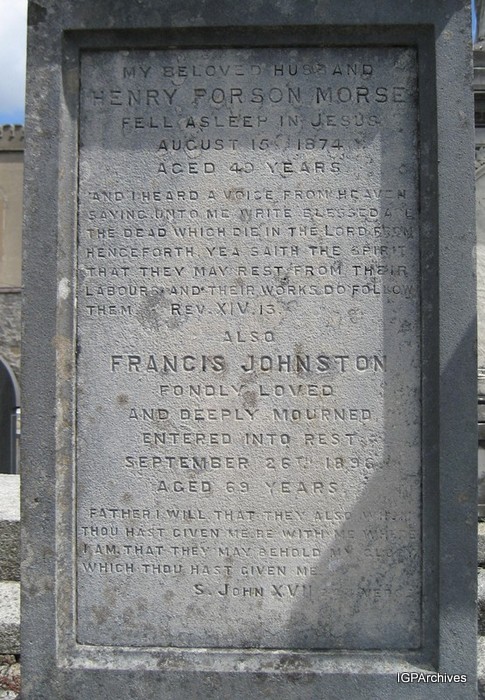 MY BELOVED HUSBAND
HENRY PORSON MORSE
FELL ASLEEP IN JESUS
AUGUST 15TH 1874
AGED 49 YEARS
"AND I HEARD A VOICE FROM HEAVEN
SAYING UNTO ME WRITE BLESSED ARE
THE DEAD WHICH DIE IN THE LORD FROM
HENCEFORTH, YEA SAITH THE SPIRIT
THAT THEY MAY REST FROM THEIR
LABOURS AND THEIR WORKS DO FOLLOW
THEM. REV. XIV. 13.
ALSO
FRANCIS JOHNSTON
FONDLY LOVED
AND DEEPLY MOURNED
ENTERED INTO REST
SEPTEMBER 26TH
AGED 69 YEARS.
FATHER I WILL THAT THEY ALSO WHOM
THOU HAST GIVEN ME, BE WITH ME WHERE
I AM, THAT THEY MAY BEHOLD MY GLORY
WHICH THOU HAST GIVEN ME
S. JOHN XVII
IGPArchives